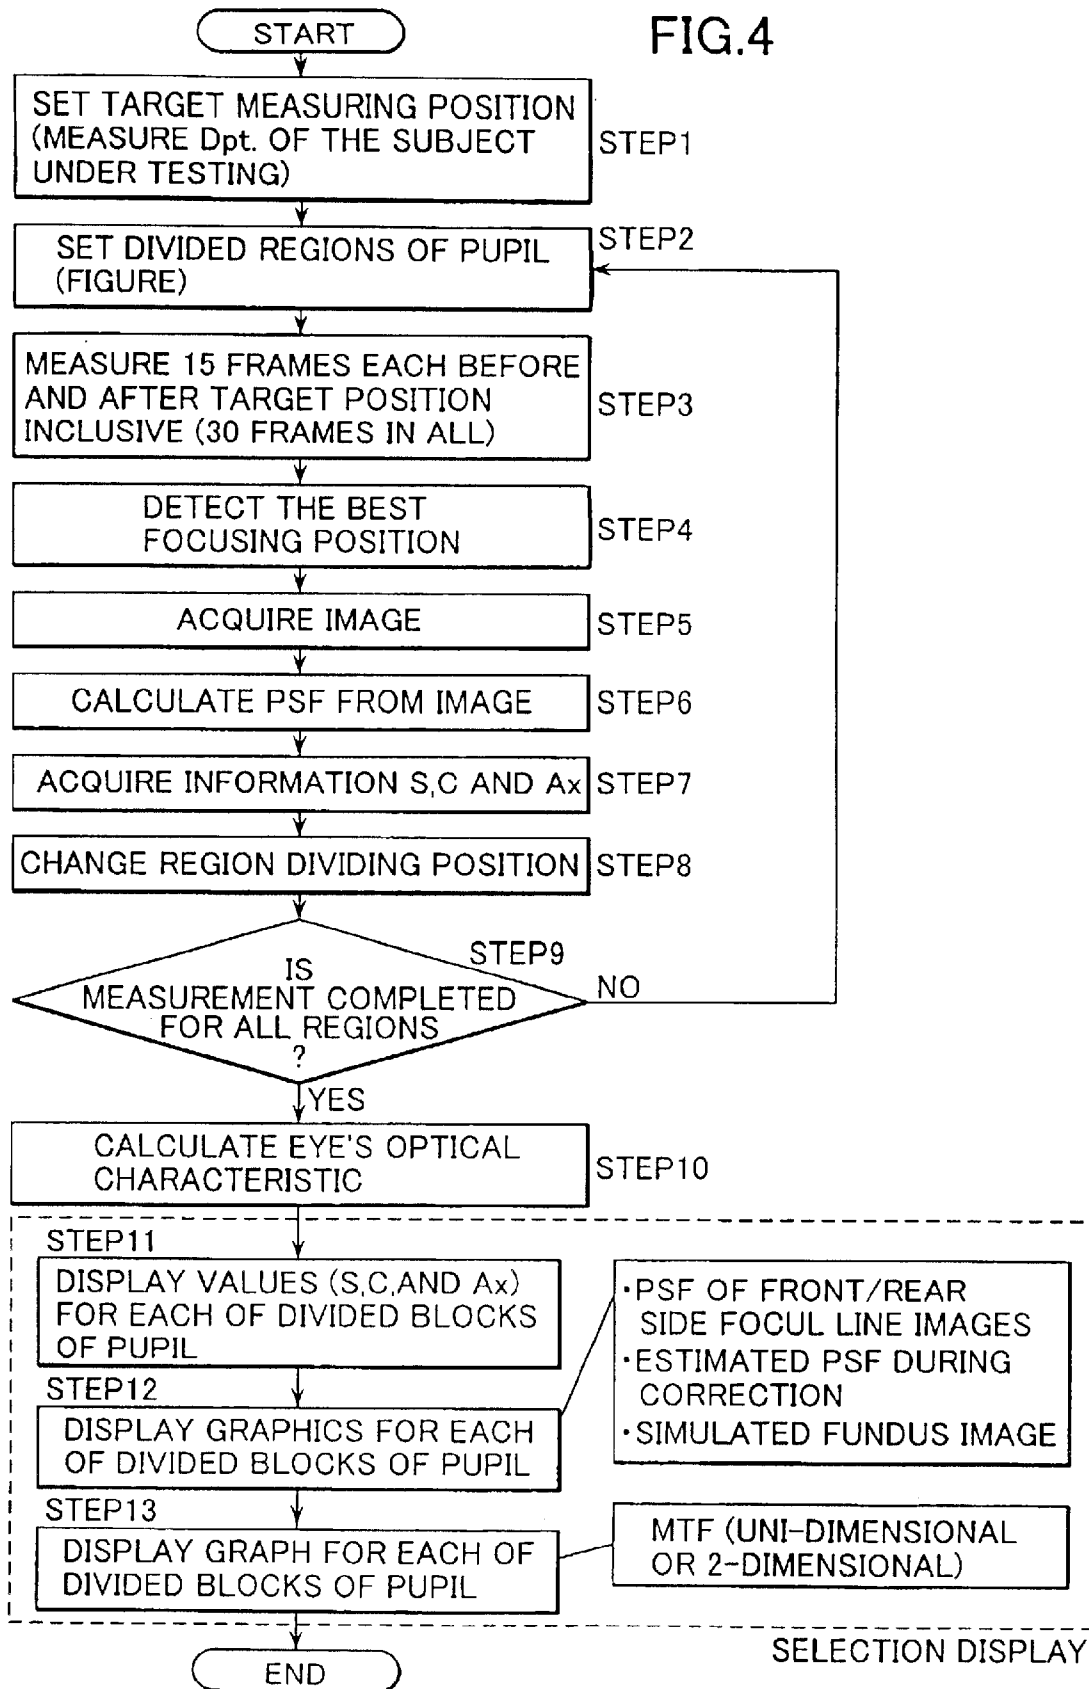 FIG.4
START
SET TARGET MEASURING POSITION
(MEASURE Dpt. OF THE SUBJECT
UNDER TESTING)
STEP1
SET DIVIDED REGIONS OF PUPIL
(FIGURE)
STEP2
MEASURE 15 FRAMES EACH BEFORE
AND AFTER TARGET POSITION
INCLUSIVE (30 FRAMES IN ALL)
STEP3
DETECT THE BEST
FOCUSING POSITION
STEP4
ACQUIRE IMAGE
STEP5
CALCULATE PSF FROM IMAGE
STEP6
ACQUIRE INFORMATION S,C AND Ax
STEP7
CHANGE REGION DIVIDING POSITION
STEP8
STEP9
IS
MEASUREMENT COMPLETED
FOR ALL REGIONS
?
NO
YES
CALCULATE EYE'S OPTICAL
CHARACTERISTIC
STEP10
STEP11
DISPLAY VALUES (S,C,AND Ax)
FOR EACH OF DIVIDED BLOCKS
OF PUPIL
STEP12
DISPLAY GRAPHICS FOR EACH
OF DIVIDED BLOCKS OF PUPIL
・PSF OF FRONT/REAR
SIDE FOCUL LINE IMAGES
・ESTIMATED PSF DURING
CORRECTION
・SIMULATED FUNDUS IMAGE
STEP13
DISPLAY GRAPH FOR EACH OF
DIVIDED BLOCKS OF PUPIL
MTF (UNI-DIMENSIONAL
OR 2-DIMENSIONAL)
SELECTION DISPLAY
END